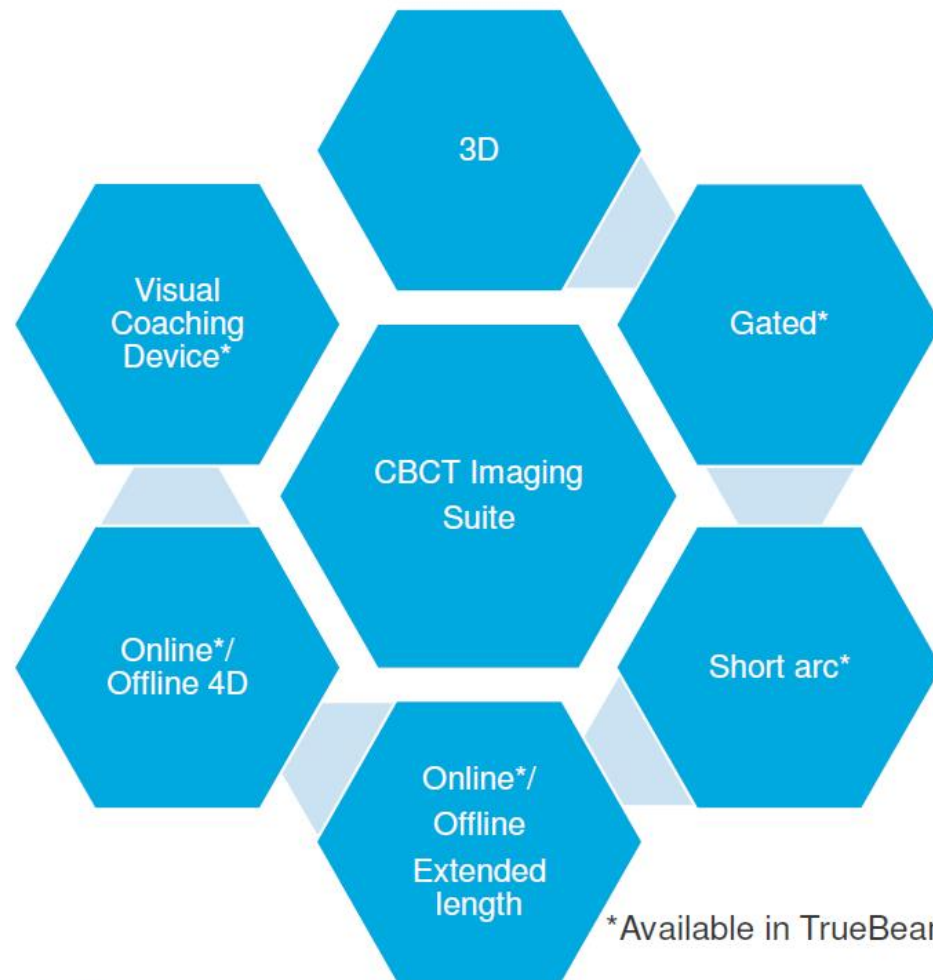 3D
Gated*
Short arc*
Online*/
Offline
Extended
length
Online*/
Offline 4D
Visual
Coaching
Device*
CBCT Imaging
Suite
*Available in TrueBeam